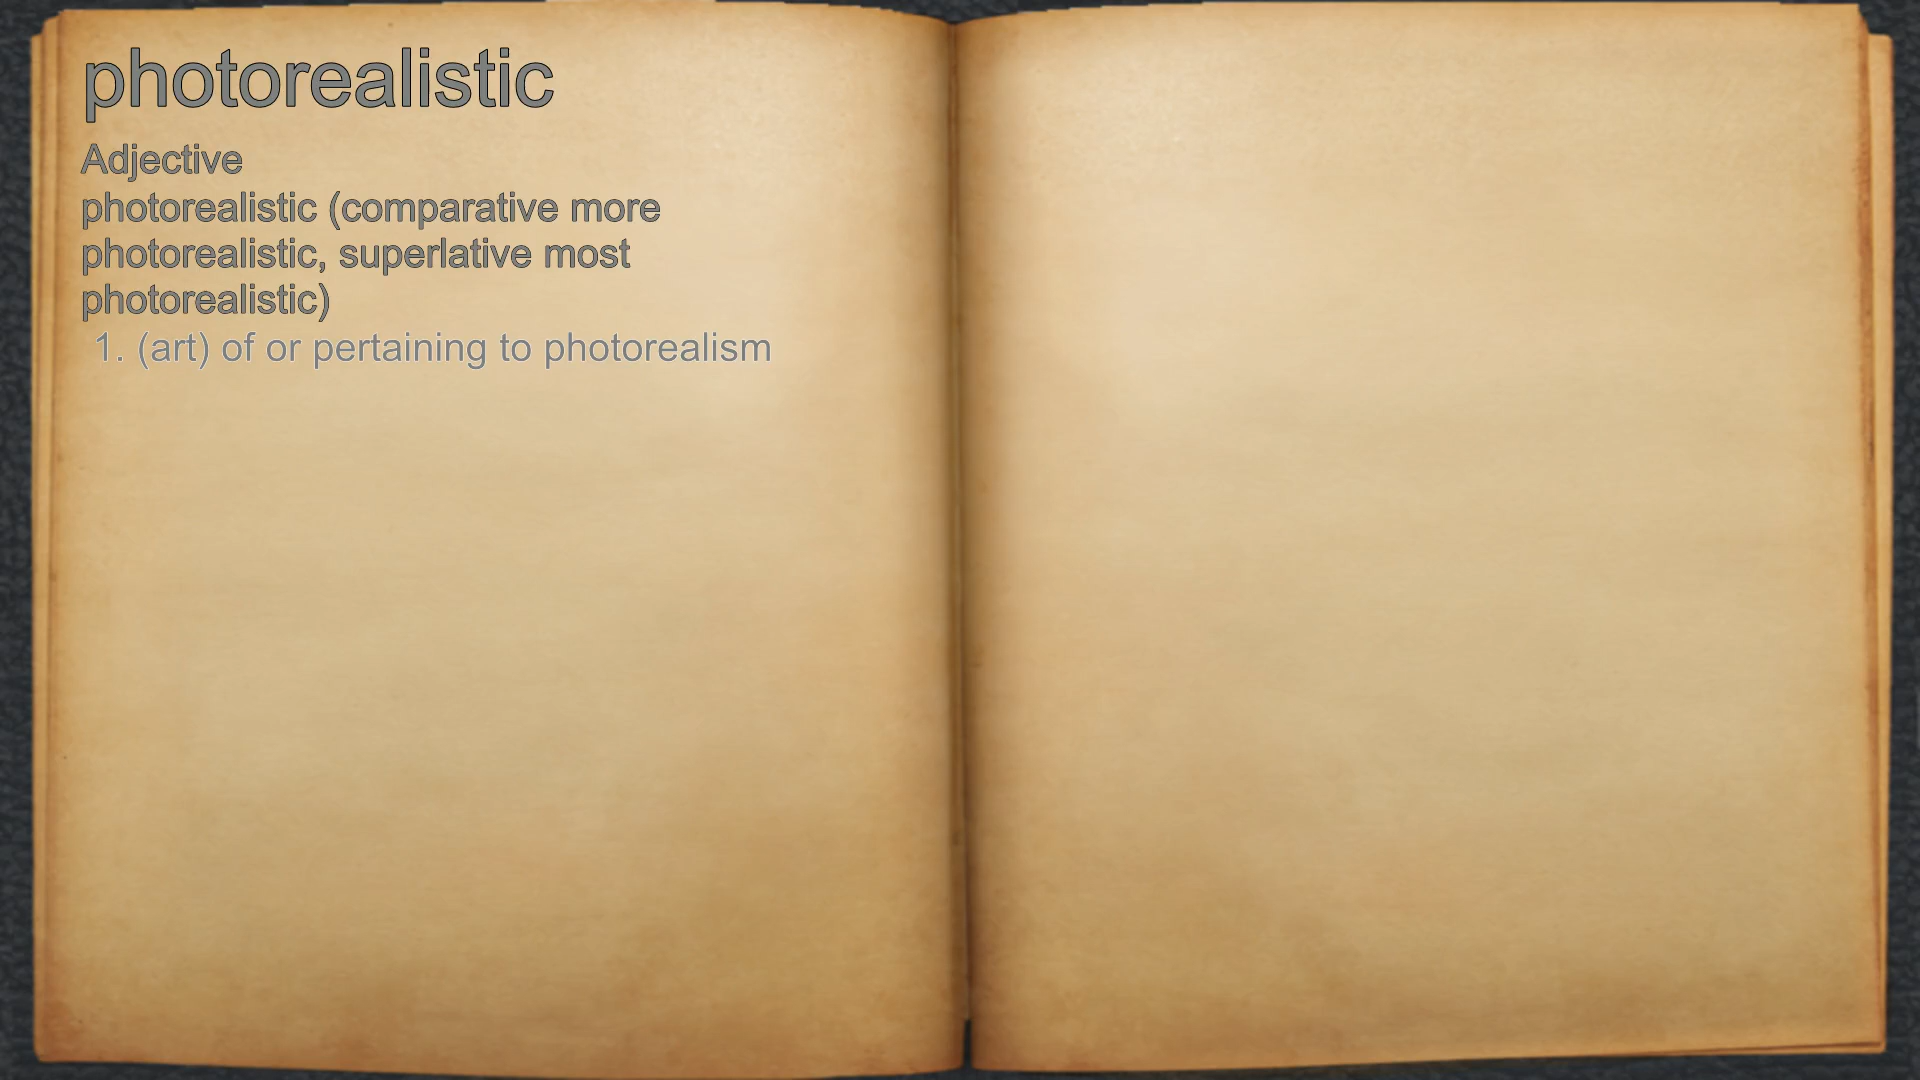 photorealistic
Adjective
photorealistic (comparative more
photorealistic, superlative most
photorealistic)
1. (art) of or pertaining to photorealism